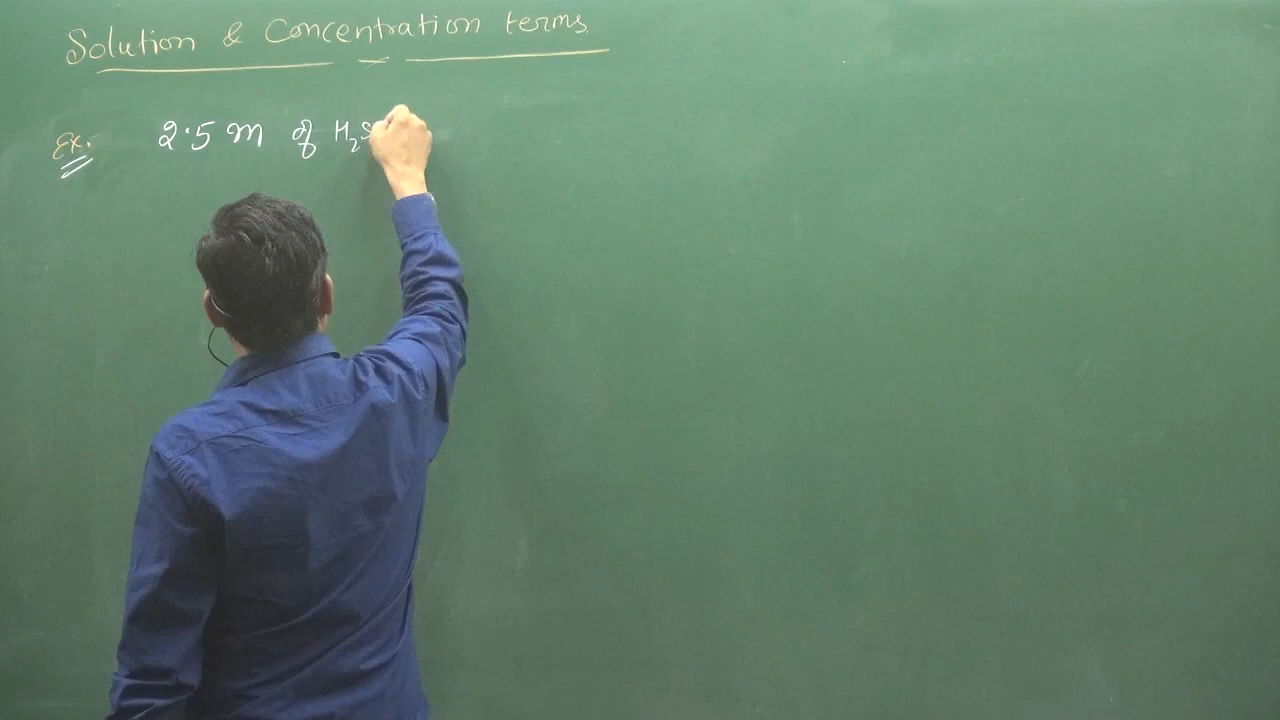 Solution & Concentration terms.
Ex. 2.5 m of H₂S